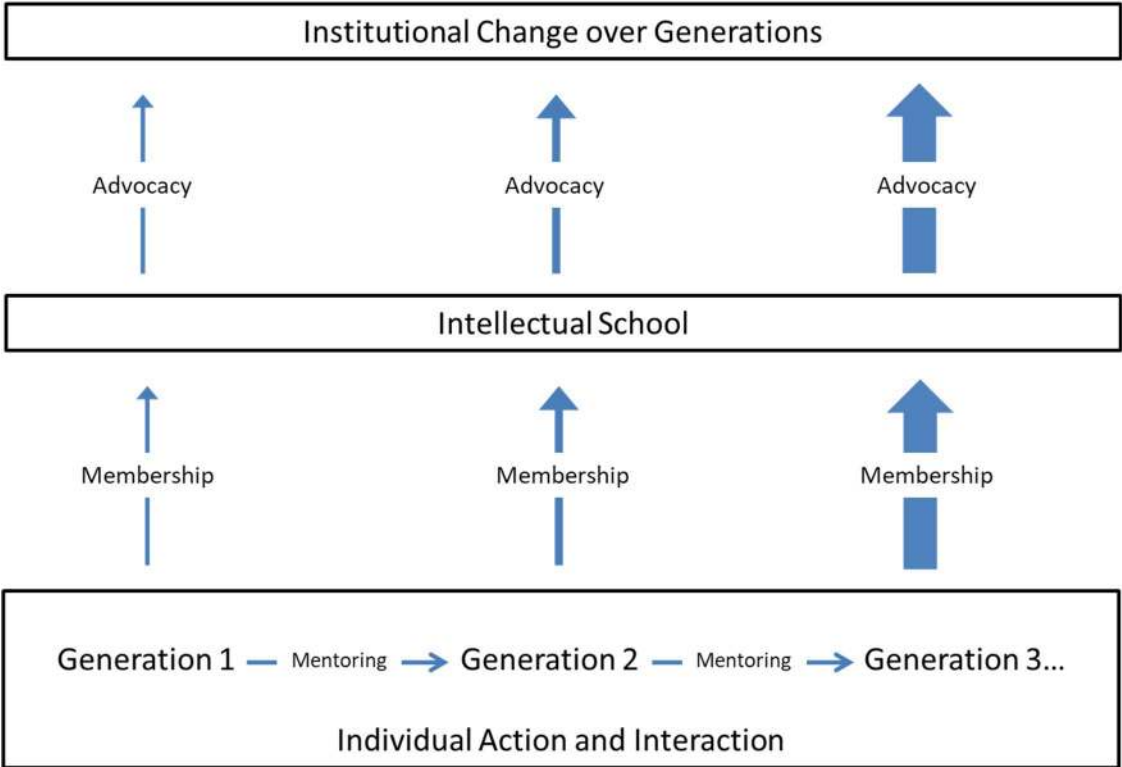 Institutional Change over Generations
Advocacy Advocacy Advocacy
Intellectual School
Membership Membership Membership
Generation 1 Mentoring Generation 2 Mentoring Generation 3...
Individual Action and Interaction